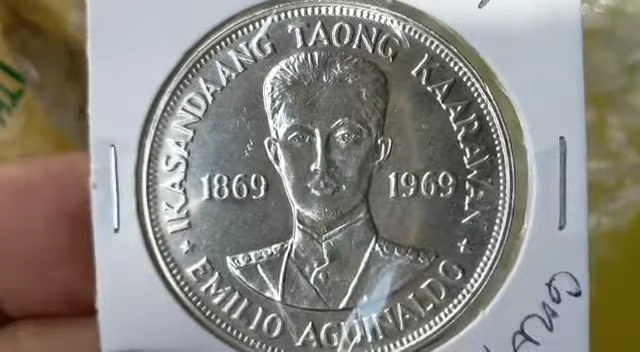 ★ IKASANDAANG TAONG KAARAWAN ★
1869 1969
EMILIO AGUINALDO